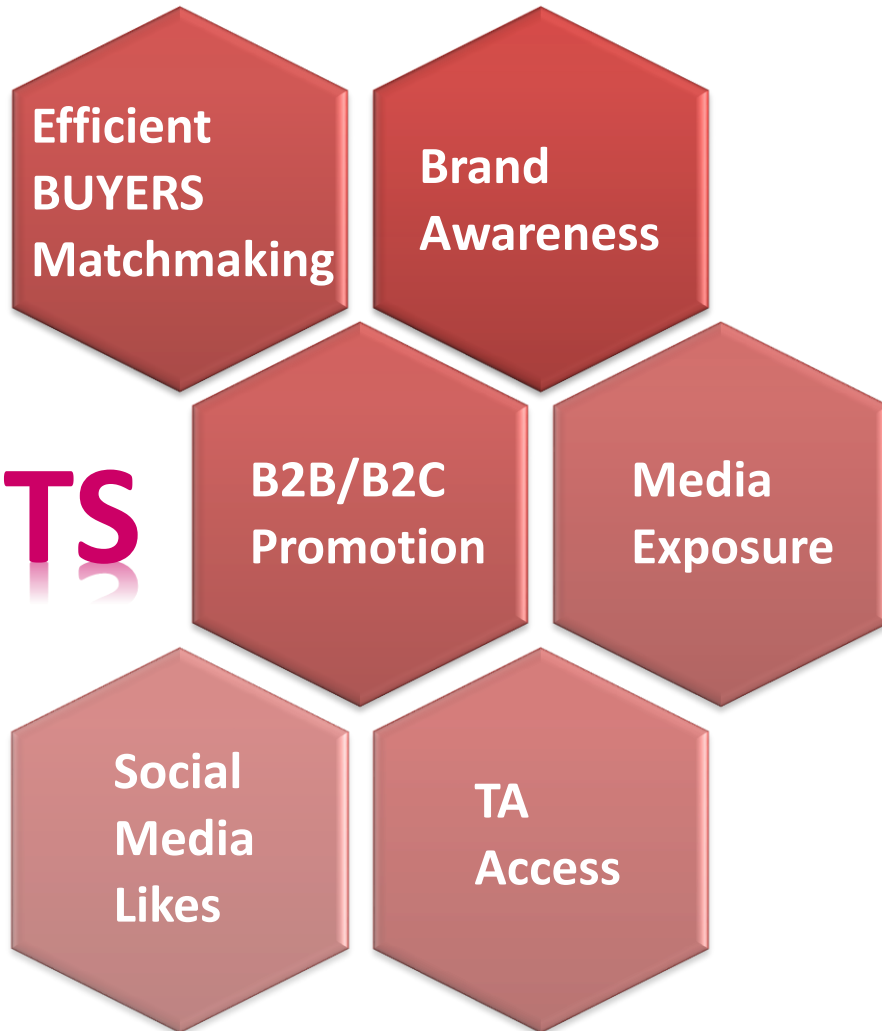 Efficient
BUYERS
Matchmaking
Brand
Awareness
TS
B2B/B2C
Promotion
Media
Exposure
Social
Media
Likes
TA
Access